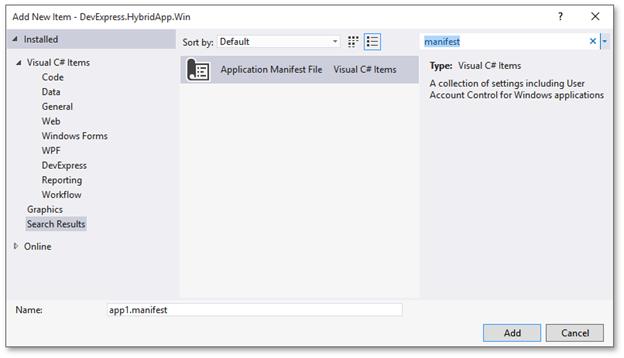 Add New Item - DevExpress.HybridApp.Win
Installed
Sort by: Default
manifest
Visual C# Items
Code
Data
General
Web
Windows Forms
WPF
DevExpress
Reporting
Workflow
Graphics
Search Results
Online
Application Manifest File Visual C# Items
Type: Visual C# Items
A collection of settings including User
Account Control for Windows applications
Name: app1.manifest
Add Cancel